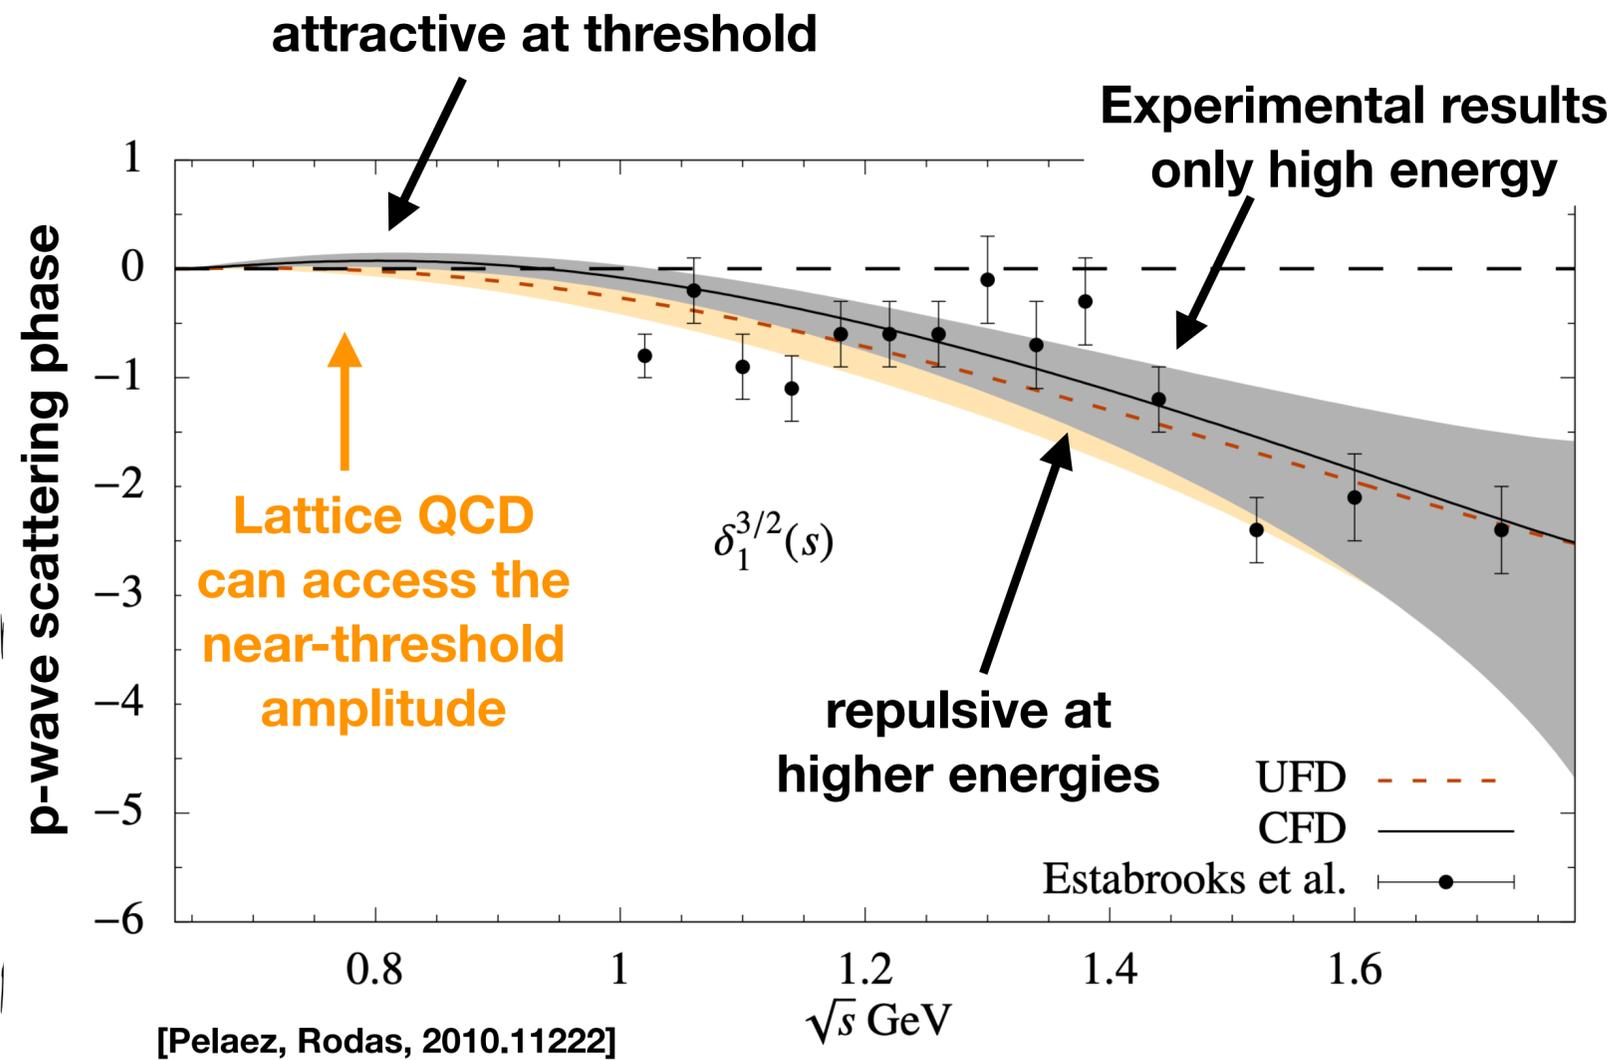 attractive at threshold
Experimental results
only high energy
p-wave scattering phase
1
0
−1
−2
−3
−4
−5
−6
Lattice QCD
can access the
near-threshold
amplitude
δ₁^{3/2}(s)
repulsive at
higher energies
UFD
CFD
Estabrooks et al.
0.8 1 1.2 1.4 1.6
√s GeV
[Pelaez, Rodas, 2010.11222]